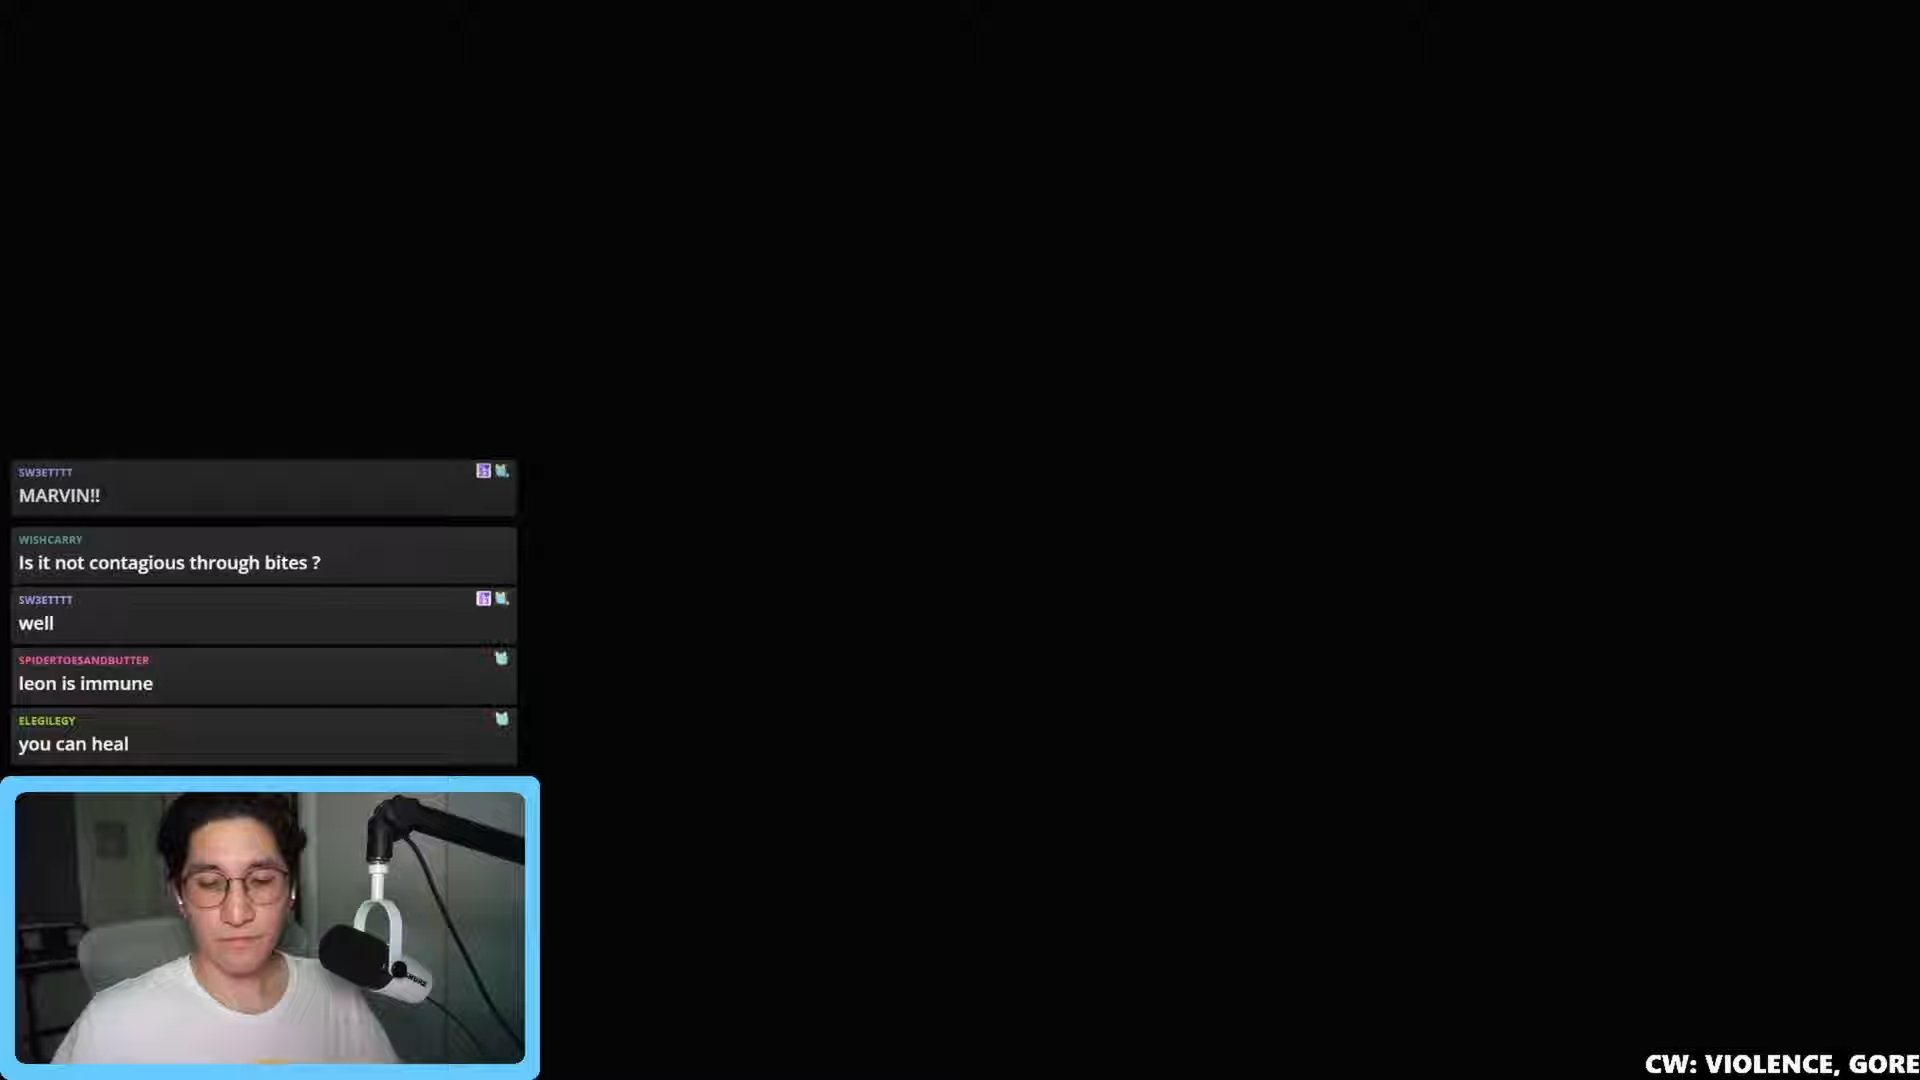 SW3ETTTT
MARVIN!!
WISHCARRY
Is it not contagious through bites ?
SW3ETTTT
well
SPIDERTOESANDBUTTER
leon is immune
ELEGILEGY
you can heal
SHURE
CW: VIOLENCE, GORE